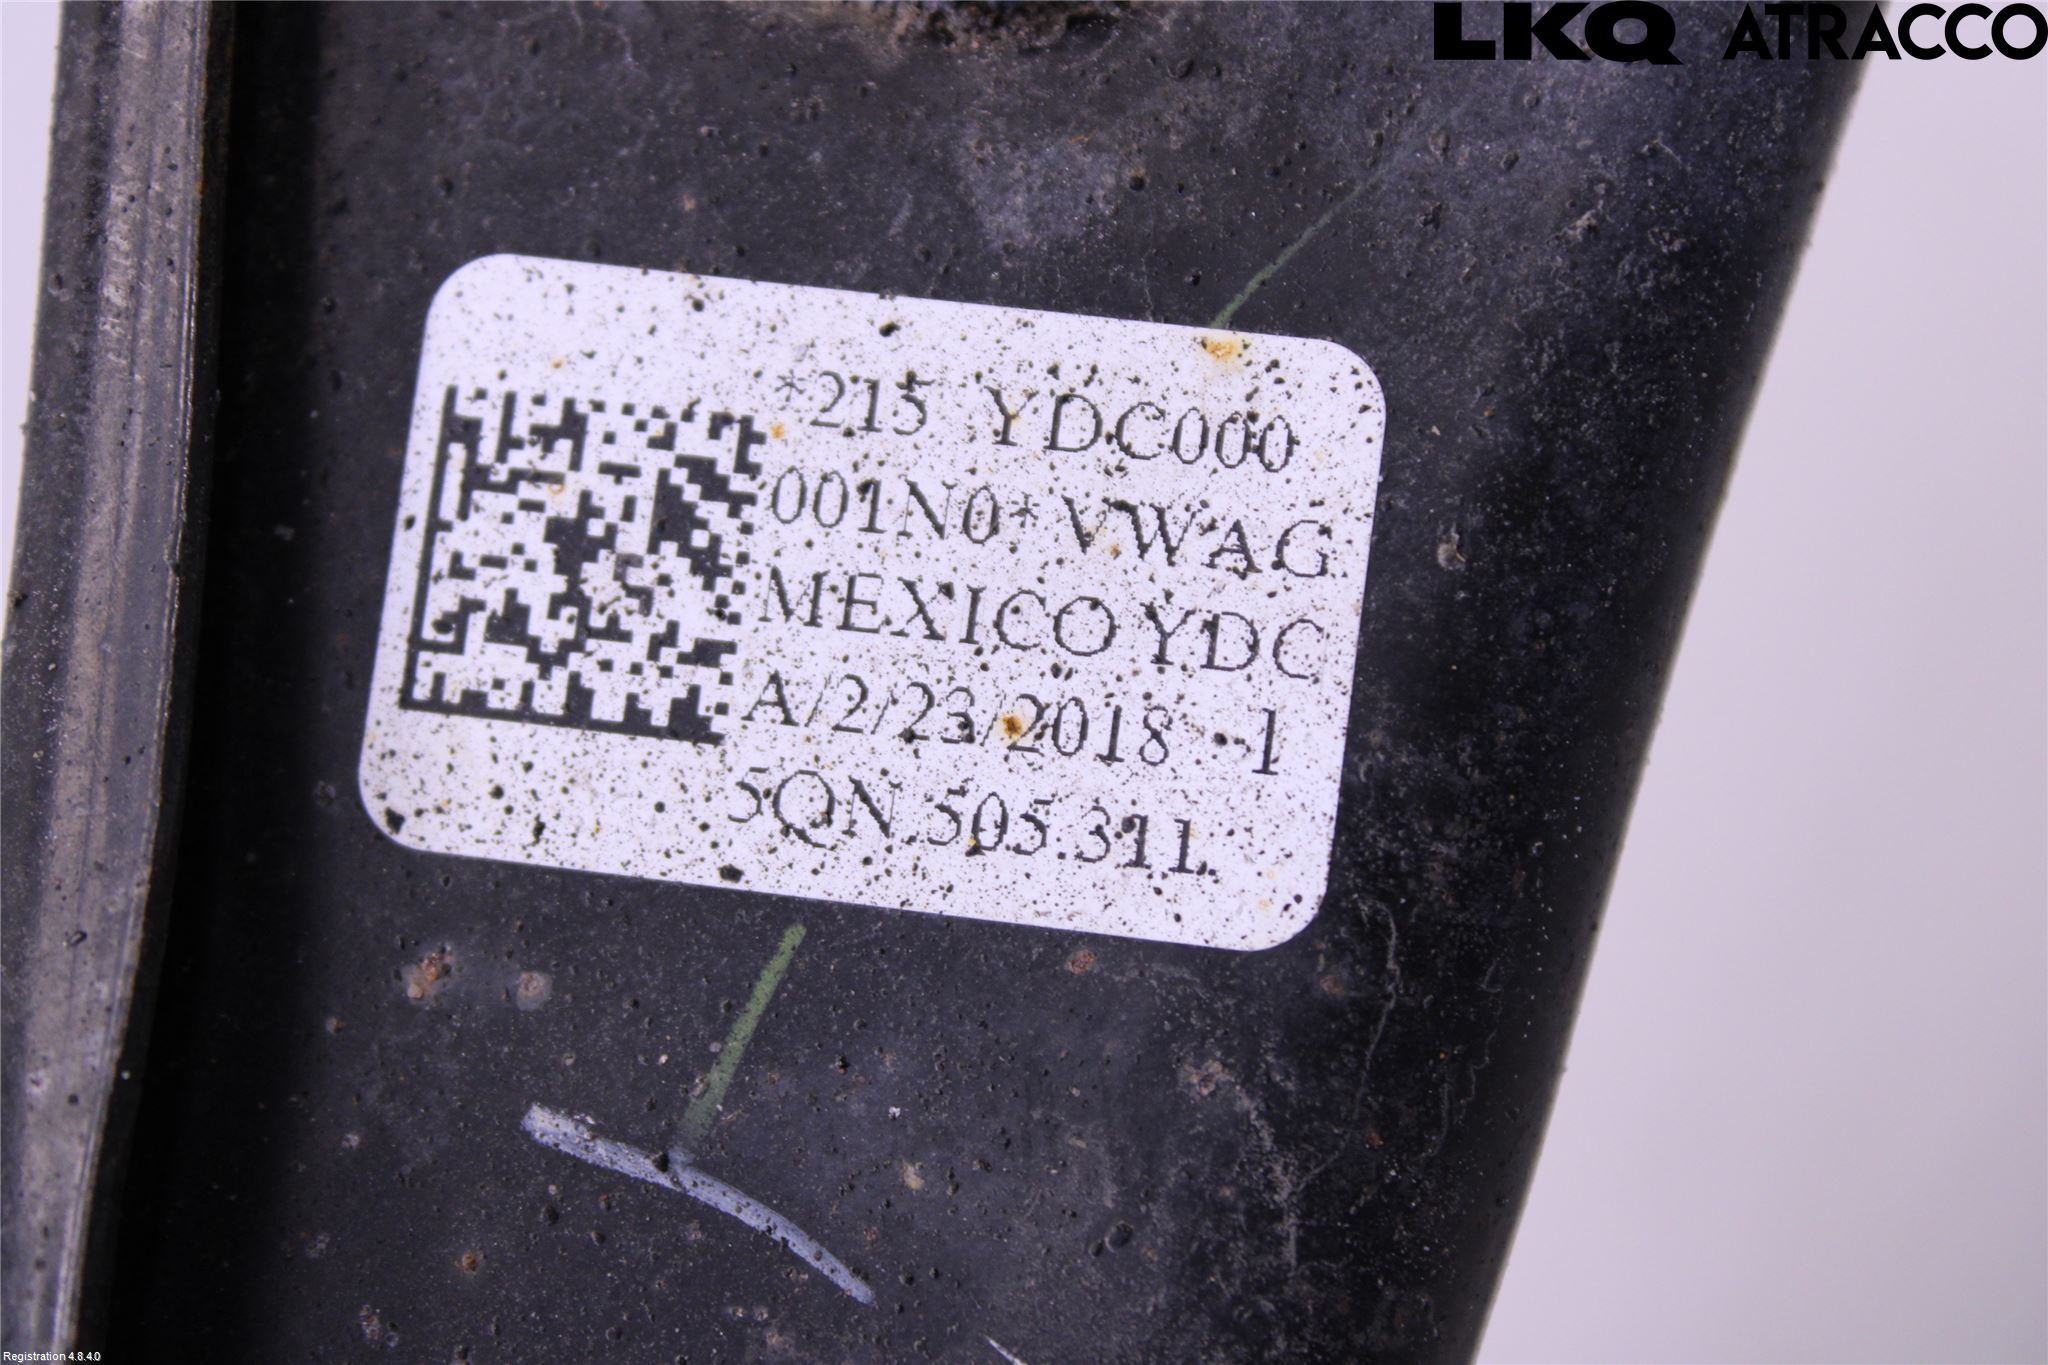 LKQ ATRACCO
*215 YDC000
001N0*VWAG
MEXICO YDC
A/2/23/2018 -1
5QN.505.311.
Registration 4.8.4.0